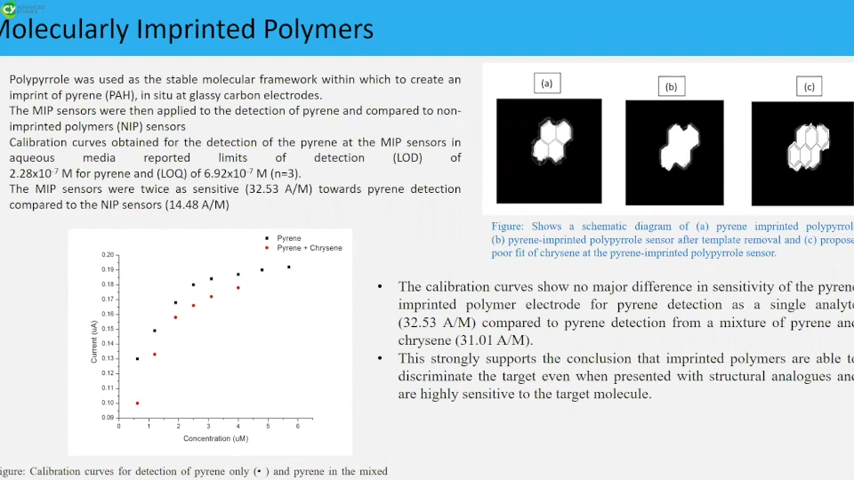 Molecularly Imprinted Polymers
Polypyrrole was used as the stable molecular framework within which to create an
imprint of pyrene (PAH), in situ at glassy carbon electrodes.
The MIP sensors were then applied to the detection of pyrene and compared to non-
imprinted polymers (NIP) sensors
Calibration curves obtained for the detection of the pyrene at the MIP sensors in
aqueous media reported limits of detection (LOD) of
2.28x10⁻⁷ M for pyrene and (LOQ) of 6.92x10⁻⁷ M (n=3).
The MIP sensors were twice as sensitive (32.53 A/M) towards pyrene detection
compared to the NIP sensors (14.48 A/M)
(a)
(b)
(c)
Figure: Shows a schematic diagram of (a) pyrene imprinted polypyrrol
(b) pyrene-imprinted polypyrrole sensor after template removal and (c) propose
poor fit of chrysene at the pyrene-imprinted polypyrrole sensor.
Pyrene
Pyrene + Chrysene
0.20
0.19
0.18
0.17
0.16
0.15
0.14
0.13
0.12
0.11
0.10
0.09
Current (uA)
0 1 2 3 4 5 6
Concentration (uM)
• The calibration curves show no major difference in sensitivity of the pyrene
imprinted polymer electrode for pyrene detection as a single analyt
(32.53 A/M) compared to pyrene detection from a mixture of pyrene and
chrysene (31.01 A/M).
• This strongly supports the conclusion that imprinted polymers are able to
discriminate the target even when presented with structural analogues and
are highly sensitive to the target molecule.
igure: Calibration curves for detection of pyrene only (• ) and pyrene in the mixed